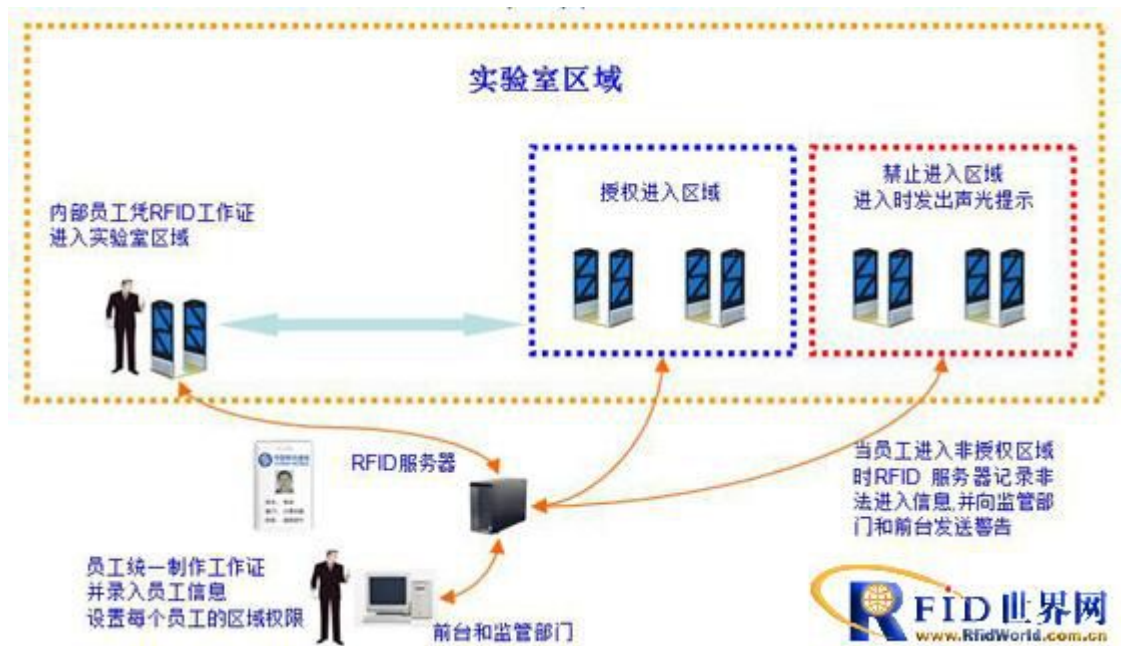 实验室区域
授权进入区域
禁止进入区域
进入时发出声光提示
内部员工凭RFID工作证
进入实验室区域
RFID服务器
当员工进入非授权区域
时RFID 服务器记录非
法进入信息,并向监管部
门和前台发送警告
员工统一制作工作证
并录入员工信息
设置每个员工的区域权限
前台和监管部门
RFID世界网
www.RfidWorld.com.cn